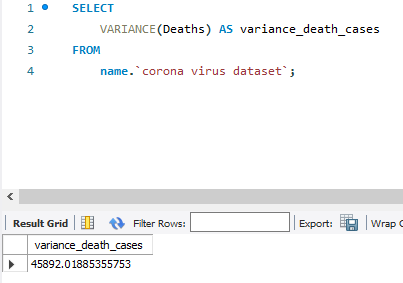 1 SELECT
2 VARIANCE(Deaths) AS variance_death_cases
3 FROM
4 name.`corona virus dataset`;
Result Grid Filter Rows: Export: Wrap C
variance_death_cases
45892.01885355753